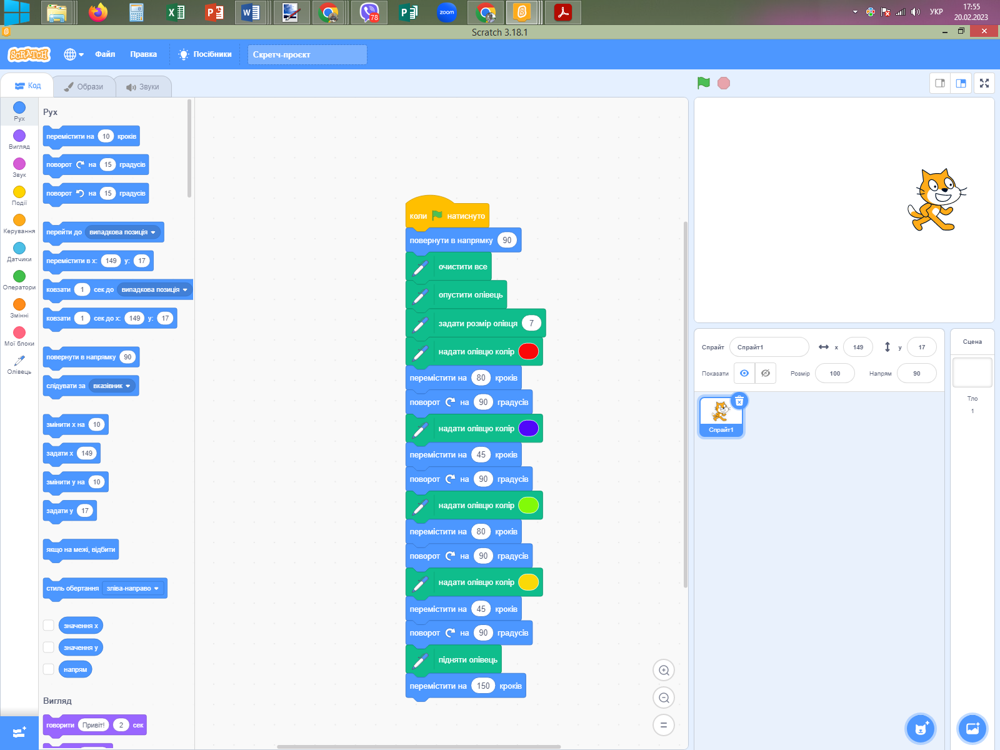 78
zoom
УКР
17:55
20.02.2023
Scratch 3.18.1
SCRATCH
Файл
Правка
Посібники
Скретч-проєкт
Код
Образи
Звуки
Рух
Вигляд
Звук
Події
Керування
Датчики
Оператори
Змінні
Мої блоки
Олівець
Рух
перемістити на 10 кроків
поворот на 15 градусів
поворот на 15 градусів
перейти до випадкова позиція
перемістити в x: 149 y: 17
ковзати 1 сек до випадкова позиція
ковзати 1 сек до x: 149 y: 17
повернути в напрямку 90
слідувати за вказівник
змінити x на 10
задати x 149
змінити y на 10
задати y 17
якщо на межі, відбити
стиль обертання зліва-направо
значення x
значення y
напрям
Вигляд
говорити Привіт! 2 сек
коли натиснуто
повернути в напрямку 90
очистити все
опустити олівець
задати розмір олівця 7
надати олівцю колір
перемістити на 80 кроків
поворот на 90 градусів
надати олівцю колір
перемістити на 45 кроків
поворот на 90 градусів
надати олівцю колір
перемістити на 80 кроків
поворот на 90 градусів
надати олівцю колір
перемістити на 45 кроків
поворот на 90 градусів
підняти олівець
перемістити на 150 кроків
Спрайт Спрайт1 x 149 y 17
Показати Розмір 100 Напрям 90
Спрайт1
Сцена
Тло
1